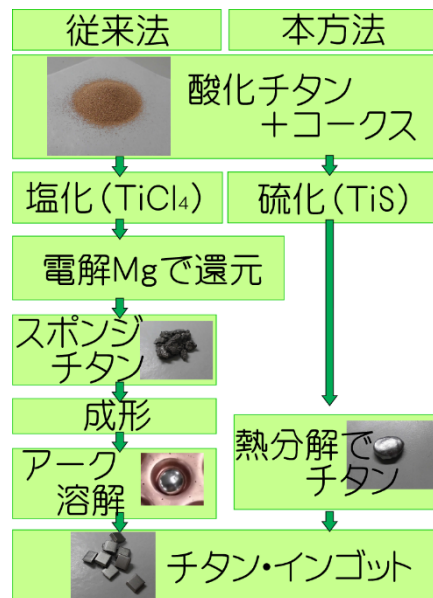 従来法
本方法
酸化チタン
＋コークス
塩化（TiCl₄）
硫化（TiS）
電解Mgで還元
スポンジ
チタン
成形
アーク
溶解
熱分解で
チタン
チタン・インゴット